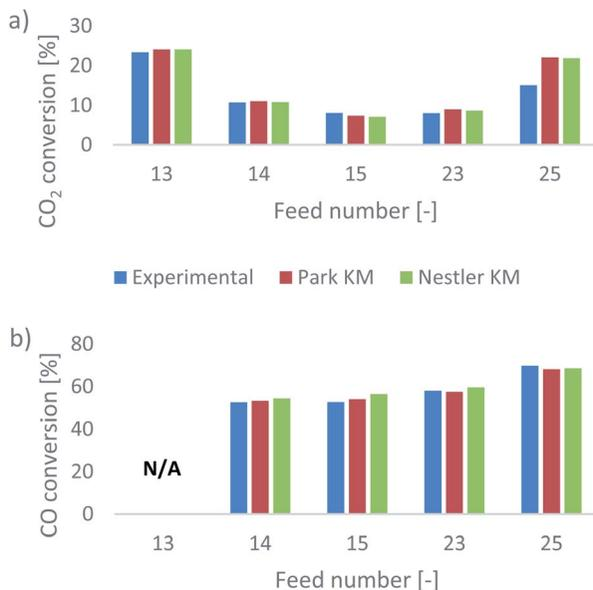 a)
CO₂ conversion [%]
30
20
10
0
13 14 15 23 25
Feed number [-]
Experimental Park KM Nestler KM
b)
CO conversion [%]
80
60
40
20
0
N/A
13 14 15 23 25
Feed number [-]